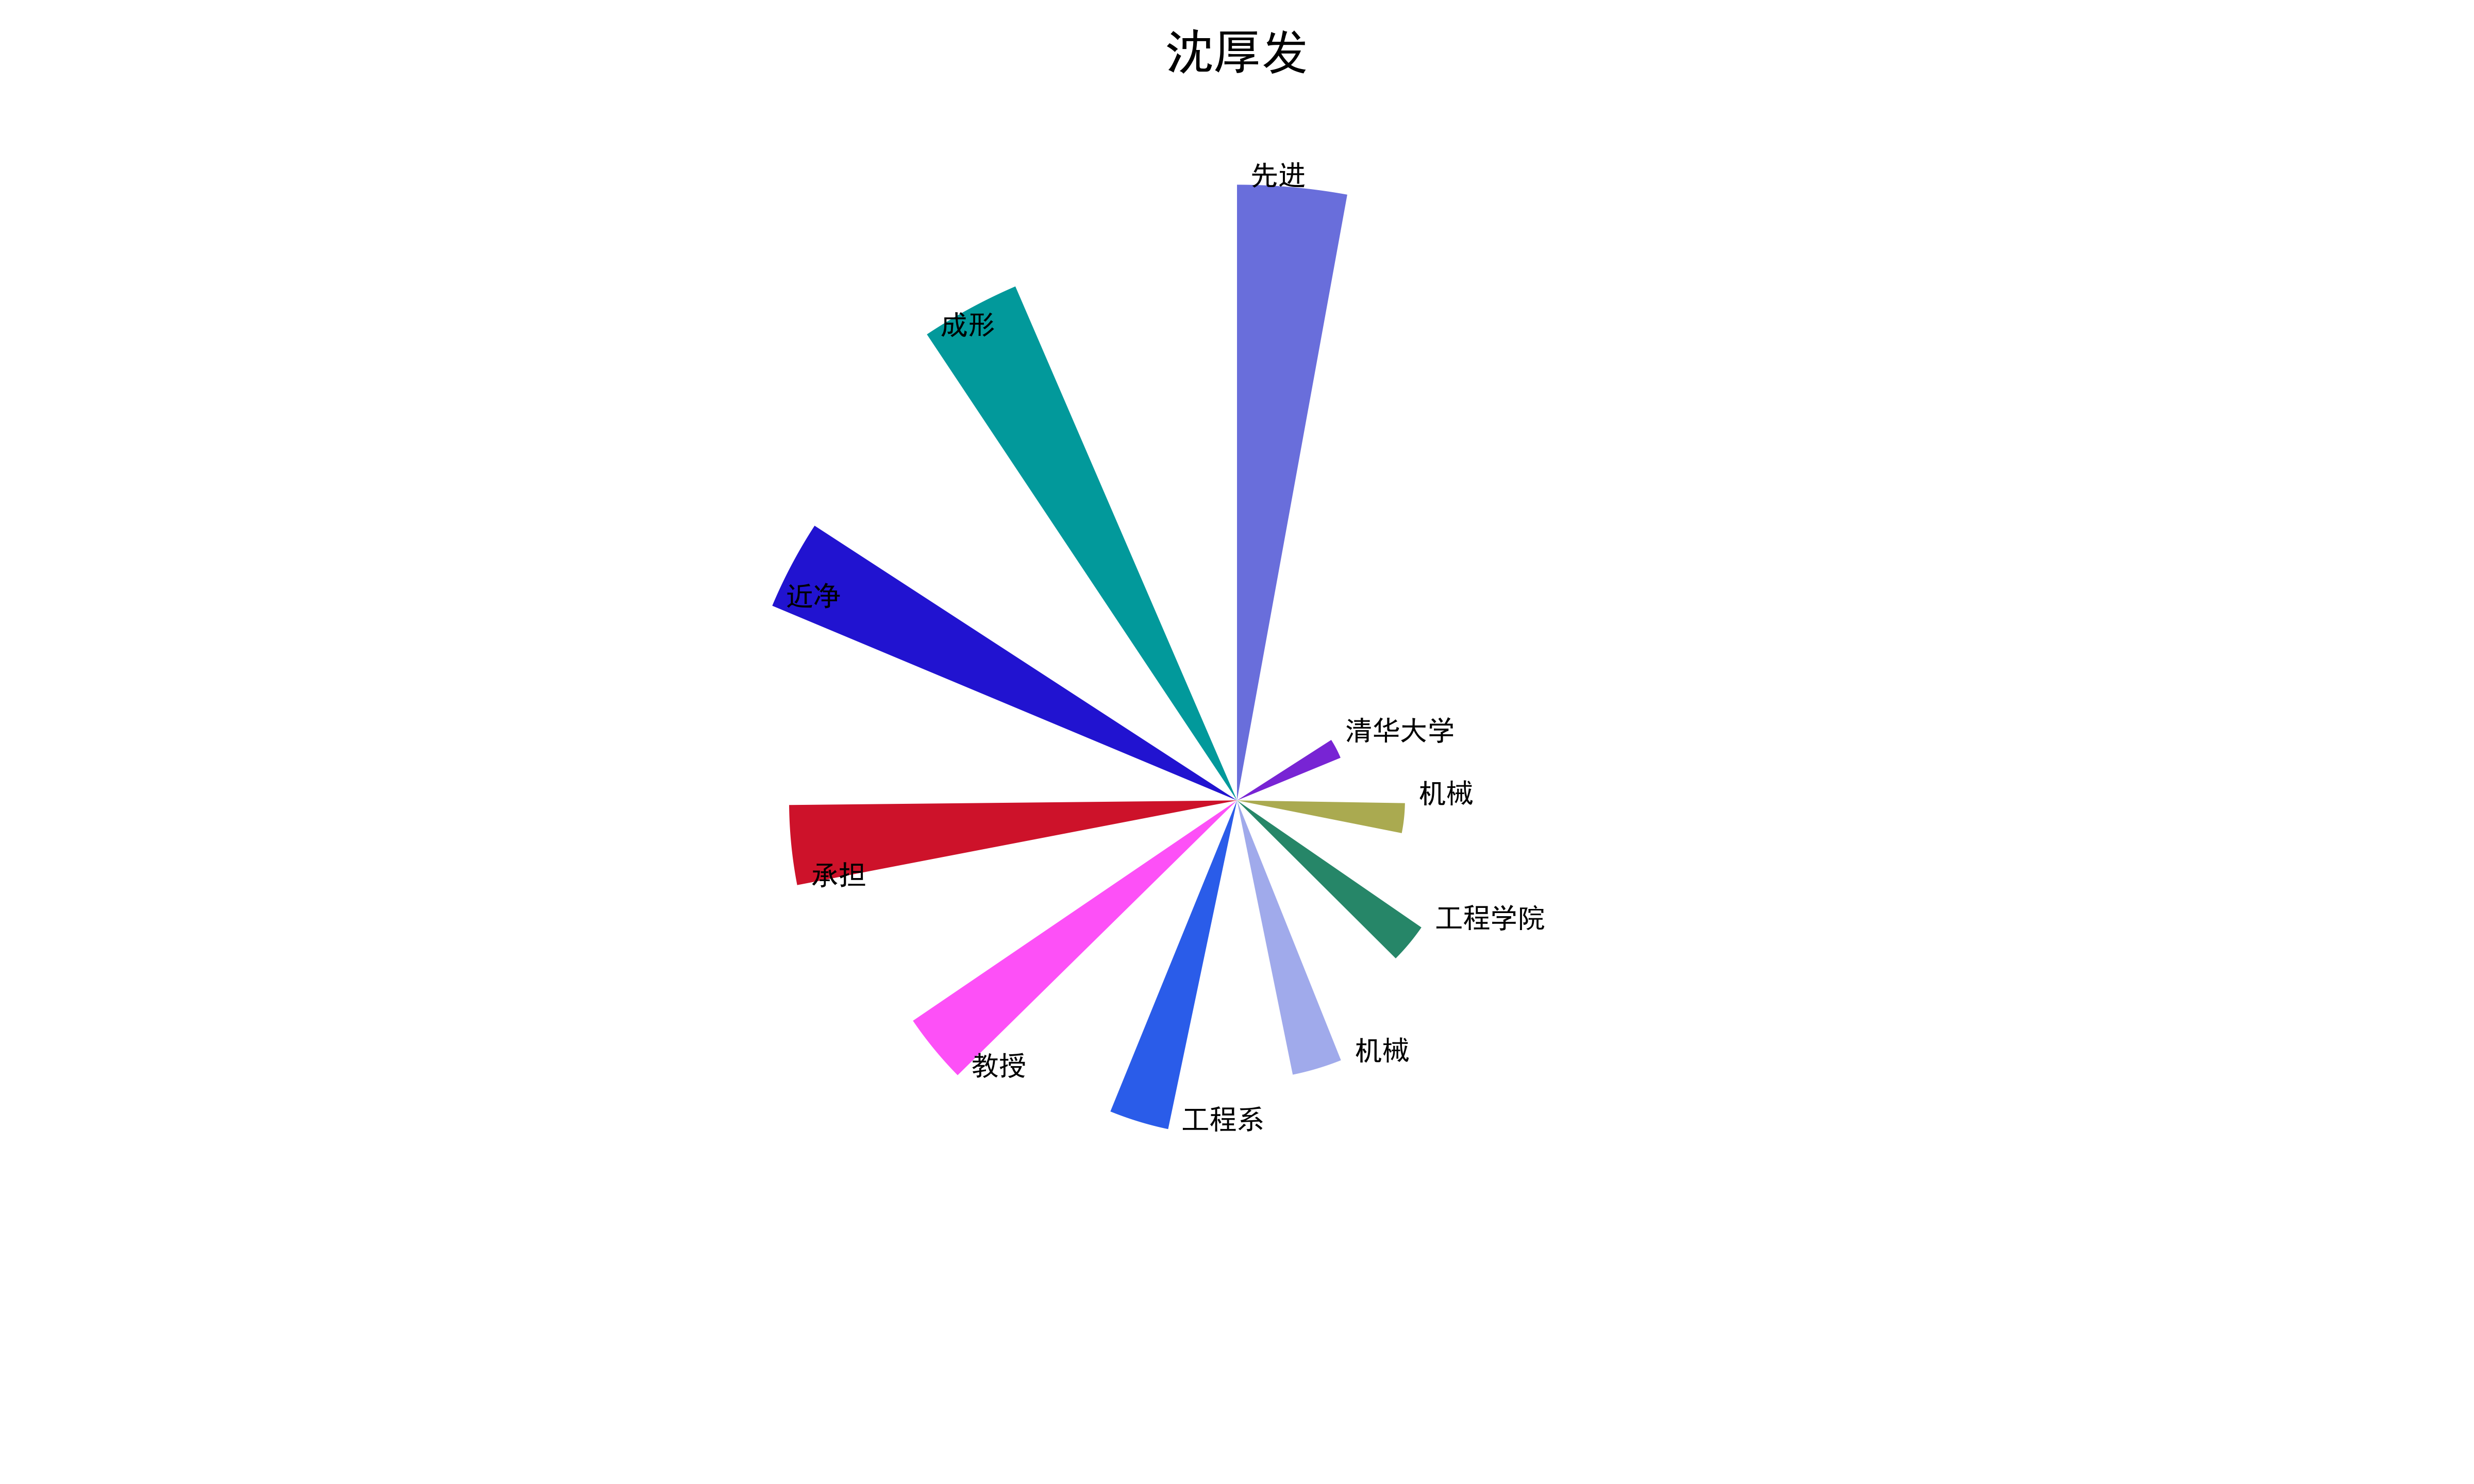 沈厚发
先进
成形
近净
清华大学
机械
承担
工程学院
机械
教授
工程系